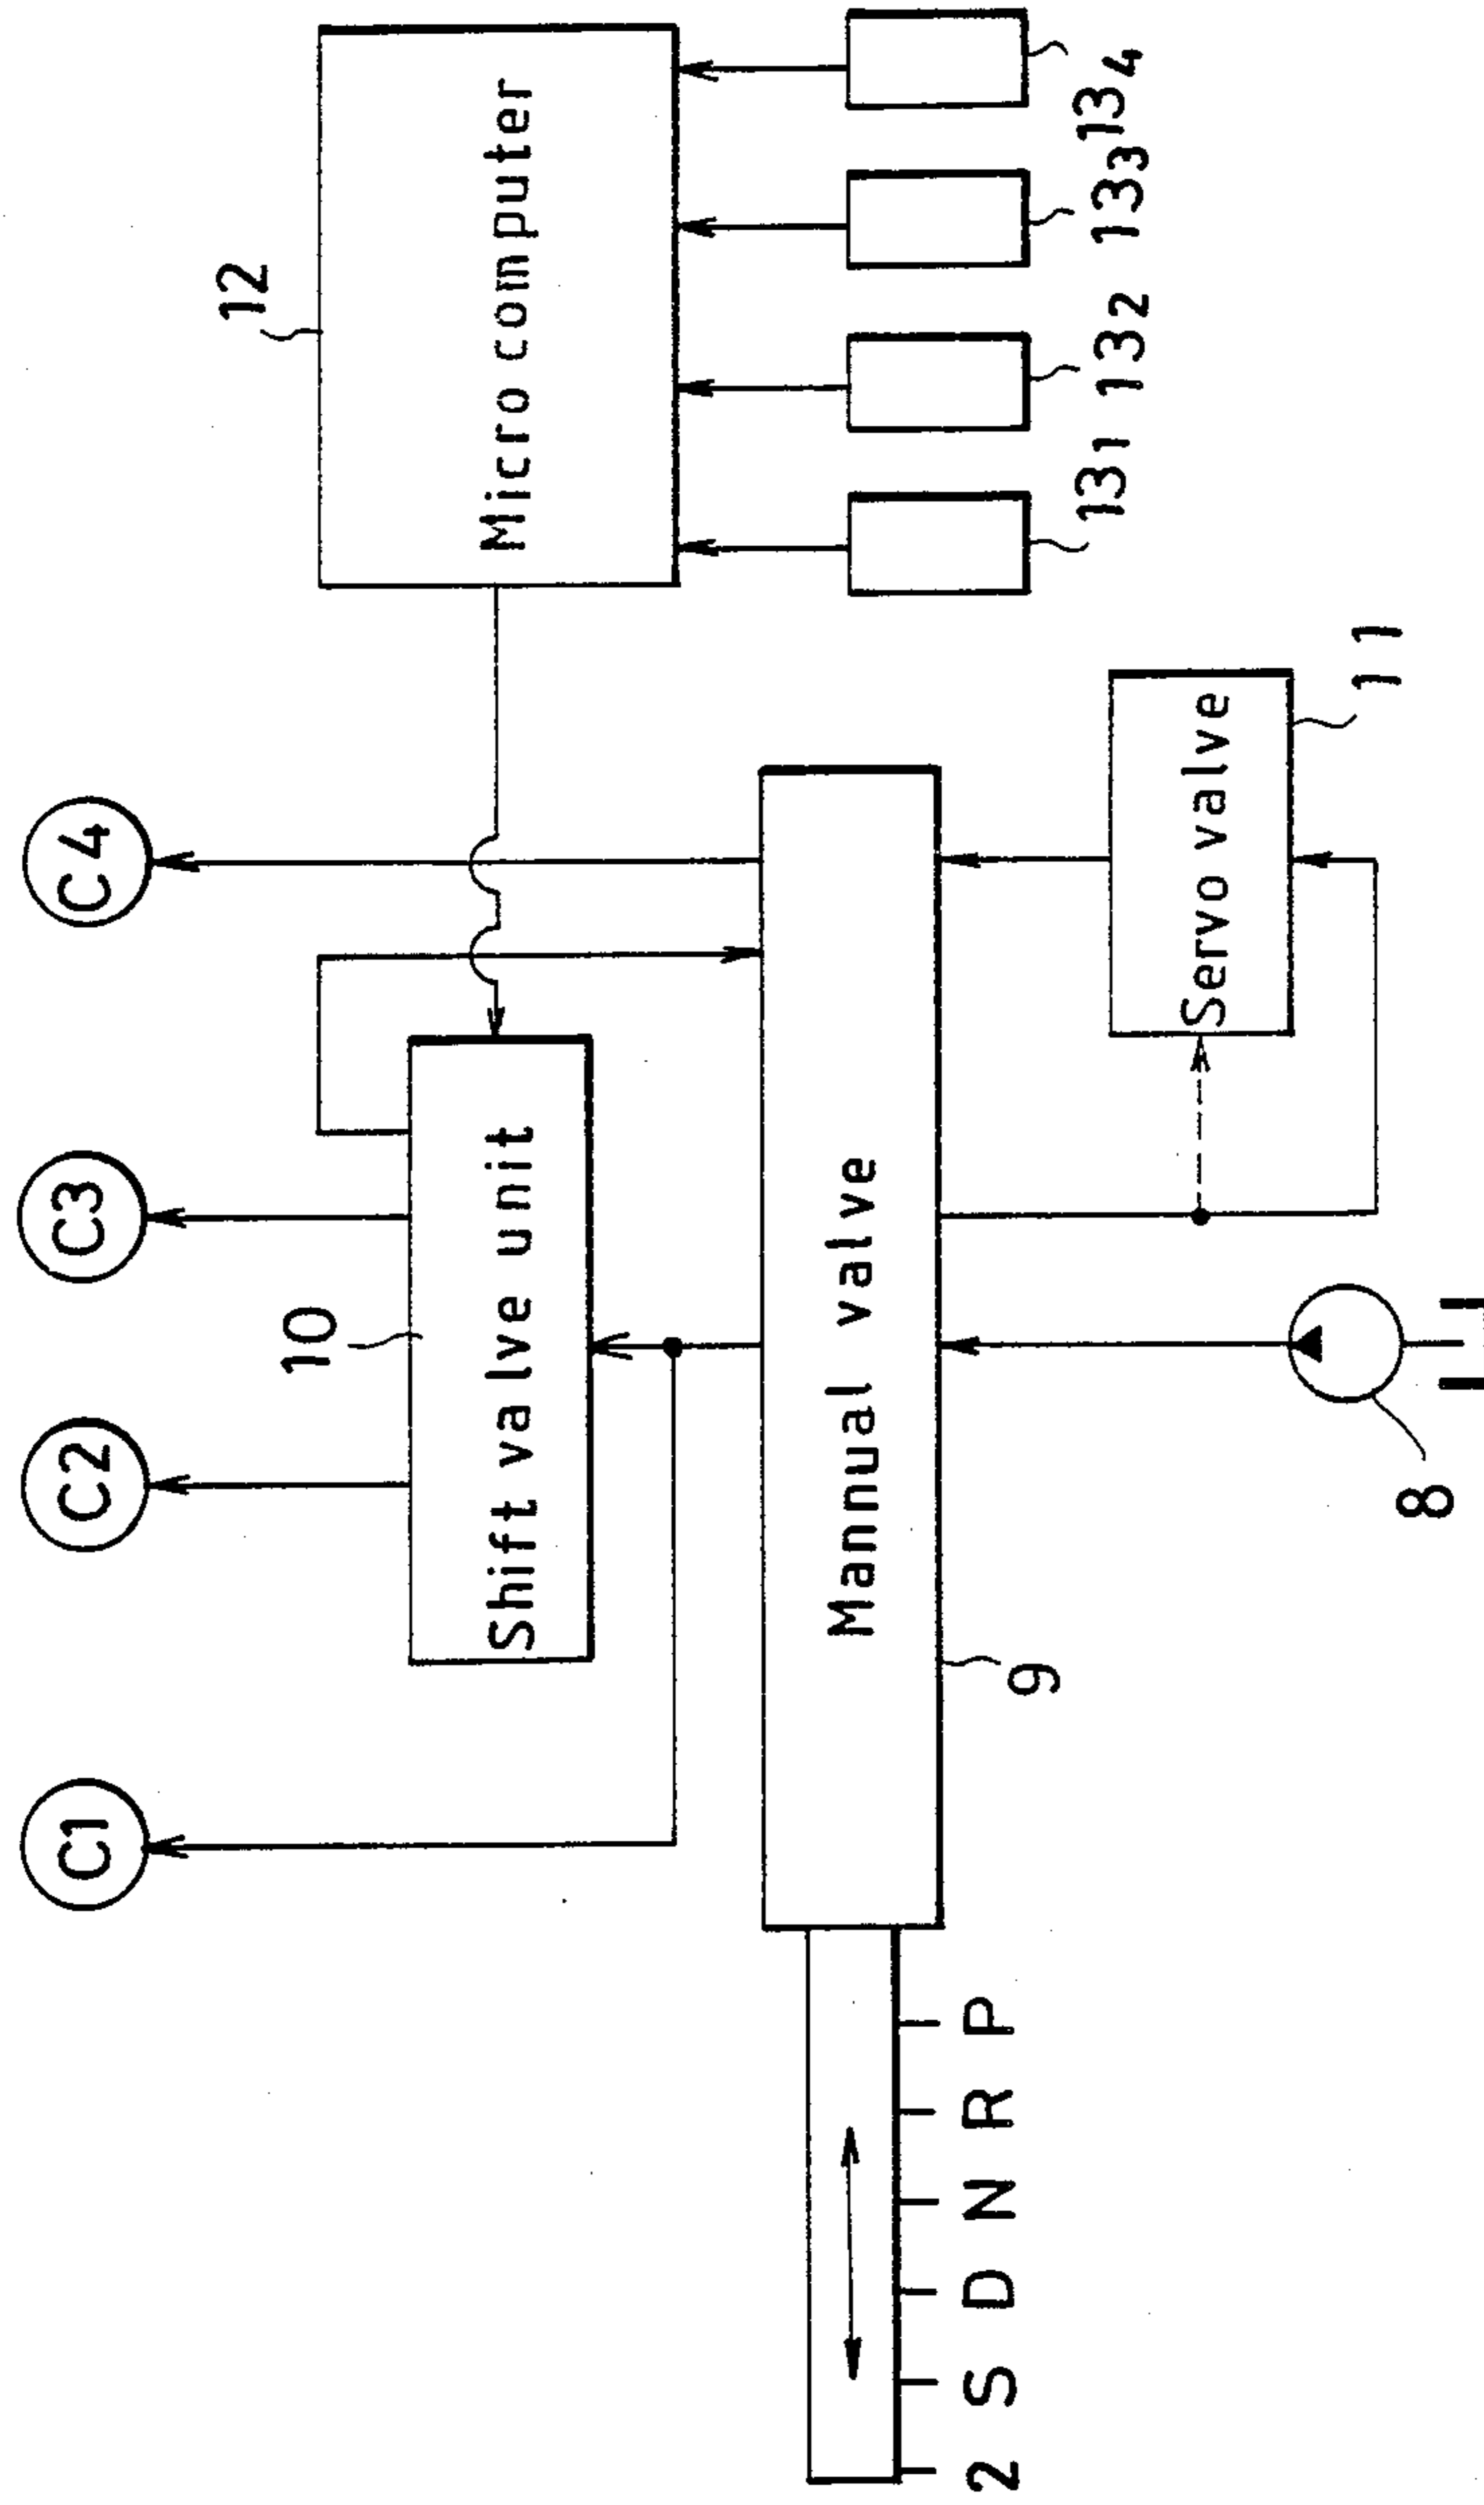 C1
C2
C3
C4
10
12
Shift valve unit
Micro computer
Mannual valve
131
132
133
134
9
Servo valve
11
8
2 S D N R P